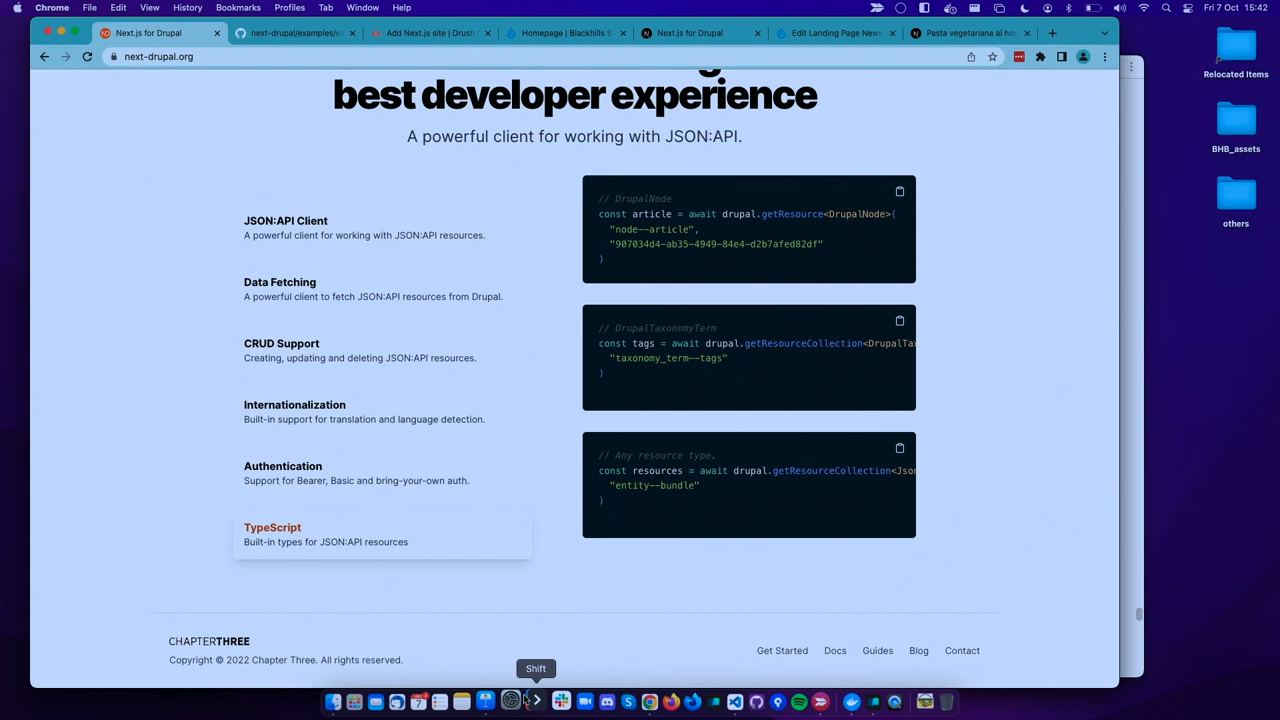 Chrome File Edit View History Bookmarks Profiles Tab Window Help Fri 7 Oct 15:42
Next.js for Drupal next-drupal/examples/es Add Next.js site | Drush Homepage | Blackhills B Next.js for Drupal Edit Landing Page News Pasta vegetariana al hor
next-drupal.org
best developer experience
A powerful client for working with JSON:API.
JSON:API Client
A powerful client for working with JSON:API resources.
Data Fetching
A powerful client to fetch JSON:API resources from Drupal.
CRUD Support
Creating, updating and deleting JSON:API resources.
Internationalization
Built-in support for translation and language detection.
Authentication
Support for Bearer, Basic and bring-your-own auth.
TypeScript
Built-in types for JSON:API resources
// DrupalNode
const article = await drupal.getResource<DrupalNode>(
"node--article",
"907034d4-ab35-4949-84e4-d2b7afed82df"
)
// DrupalTaxonomyTerm
const tags = await drupal.getResourceCollection<DrupalTax
"taxonomy_term--tags"
)
// Any resource type.
const resources = await drupal.getResourceCollection<Json
"entity--bundle"
)
CHAPTERTHREE
Copyright © 2022 Chapter Three. All rights reserved.
Get Started Docs Guides Blog Contact
Shift
Relocated Items
BHB_assets
others